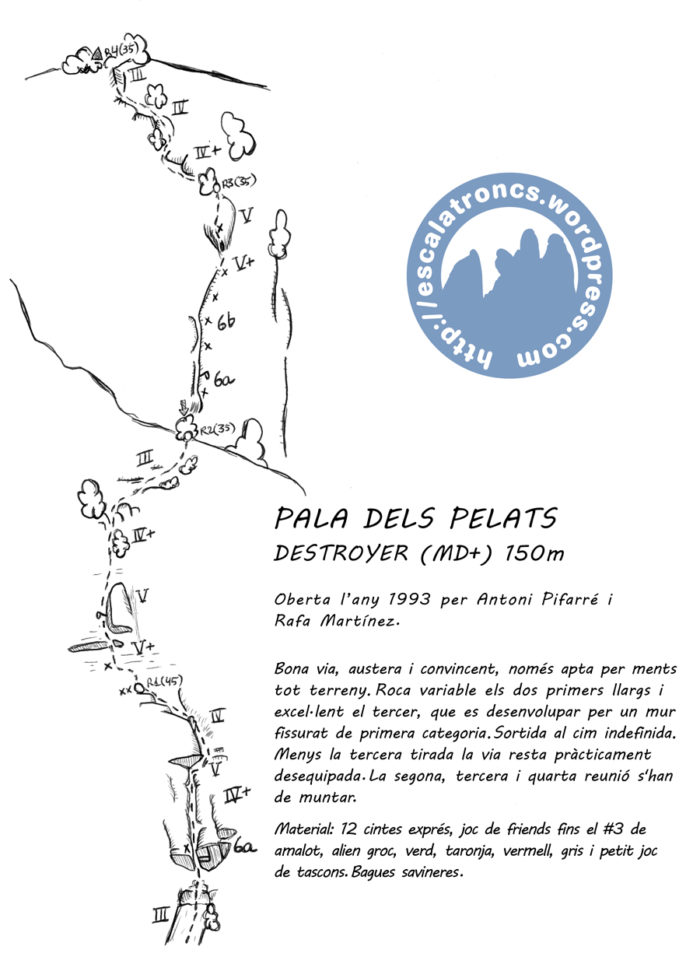 R4(35)
III
IV
IV+
R3(35)
V
V+
6b
6a
R2(35)
III
IV+
V
V+
R1(45)
IV
V
IV+
6a
III
http://escalatroncs.wordpress.com
PALA DELS PELATS
DESTROYER (MD+) 150m
Oberta l'any 1993 per Antoni Pifarré i
Rafa Martínez.
Bona via, austera i convincent, només apta per ments
tot terreny. Roca variable els dos primers llargs i
excel·lent el tercer, que es desenvolupar per un mur
fissurat de primera categoria. Sortida al cim indefinida.
Menys la tercera tirada la via resta pràcticament
desequipada. La segona, tercera i quarta reunió s'han
de muntar.
Material: 12 cintes exprés, joc de friends fins el #3 de
amalot, alien groc, verd, taronja, vermell, gris i petit joc
de tascons. Bagues savineres.